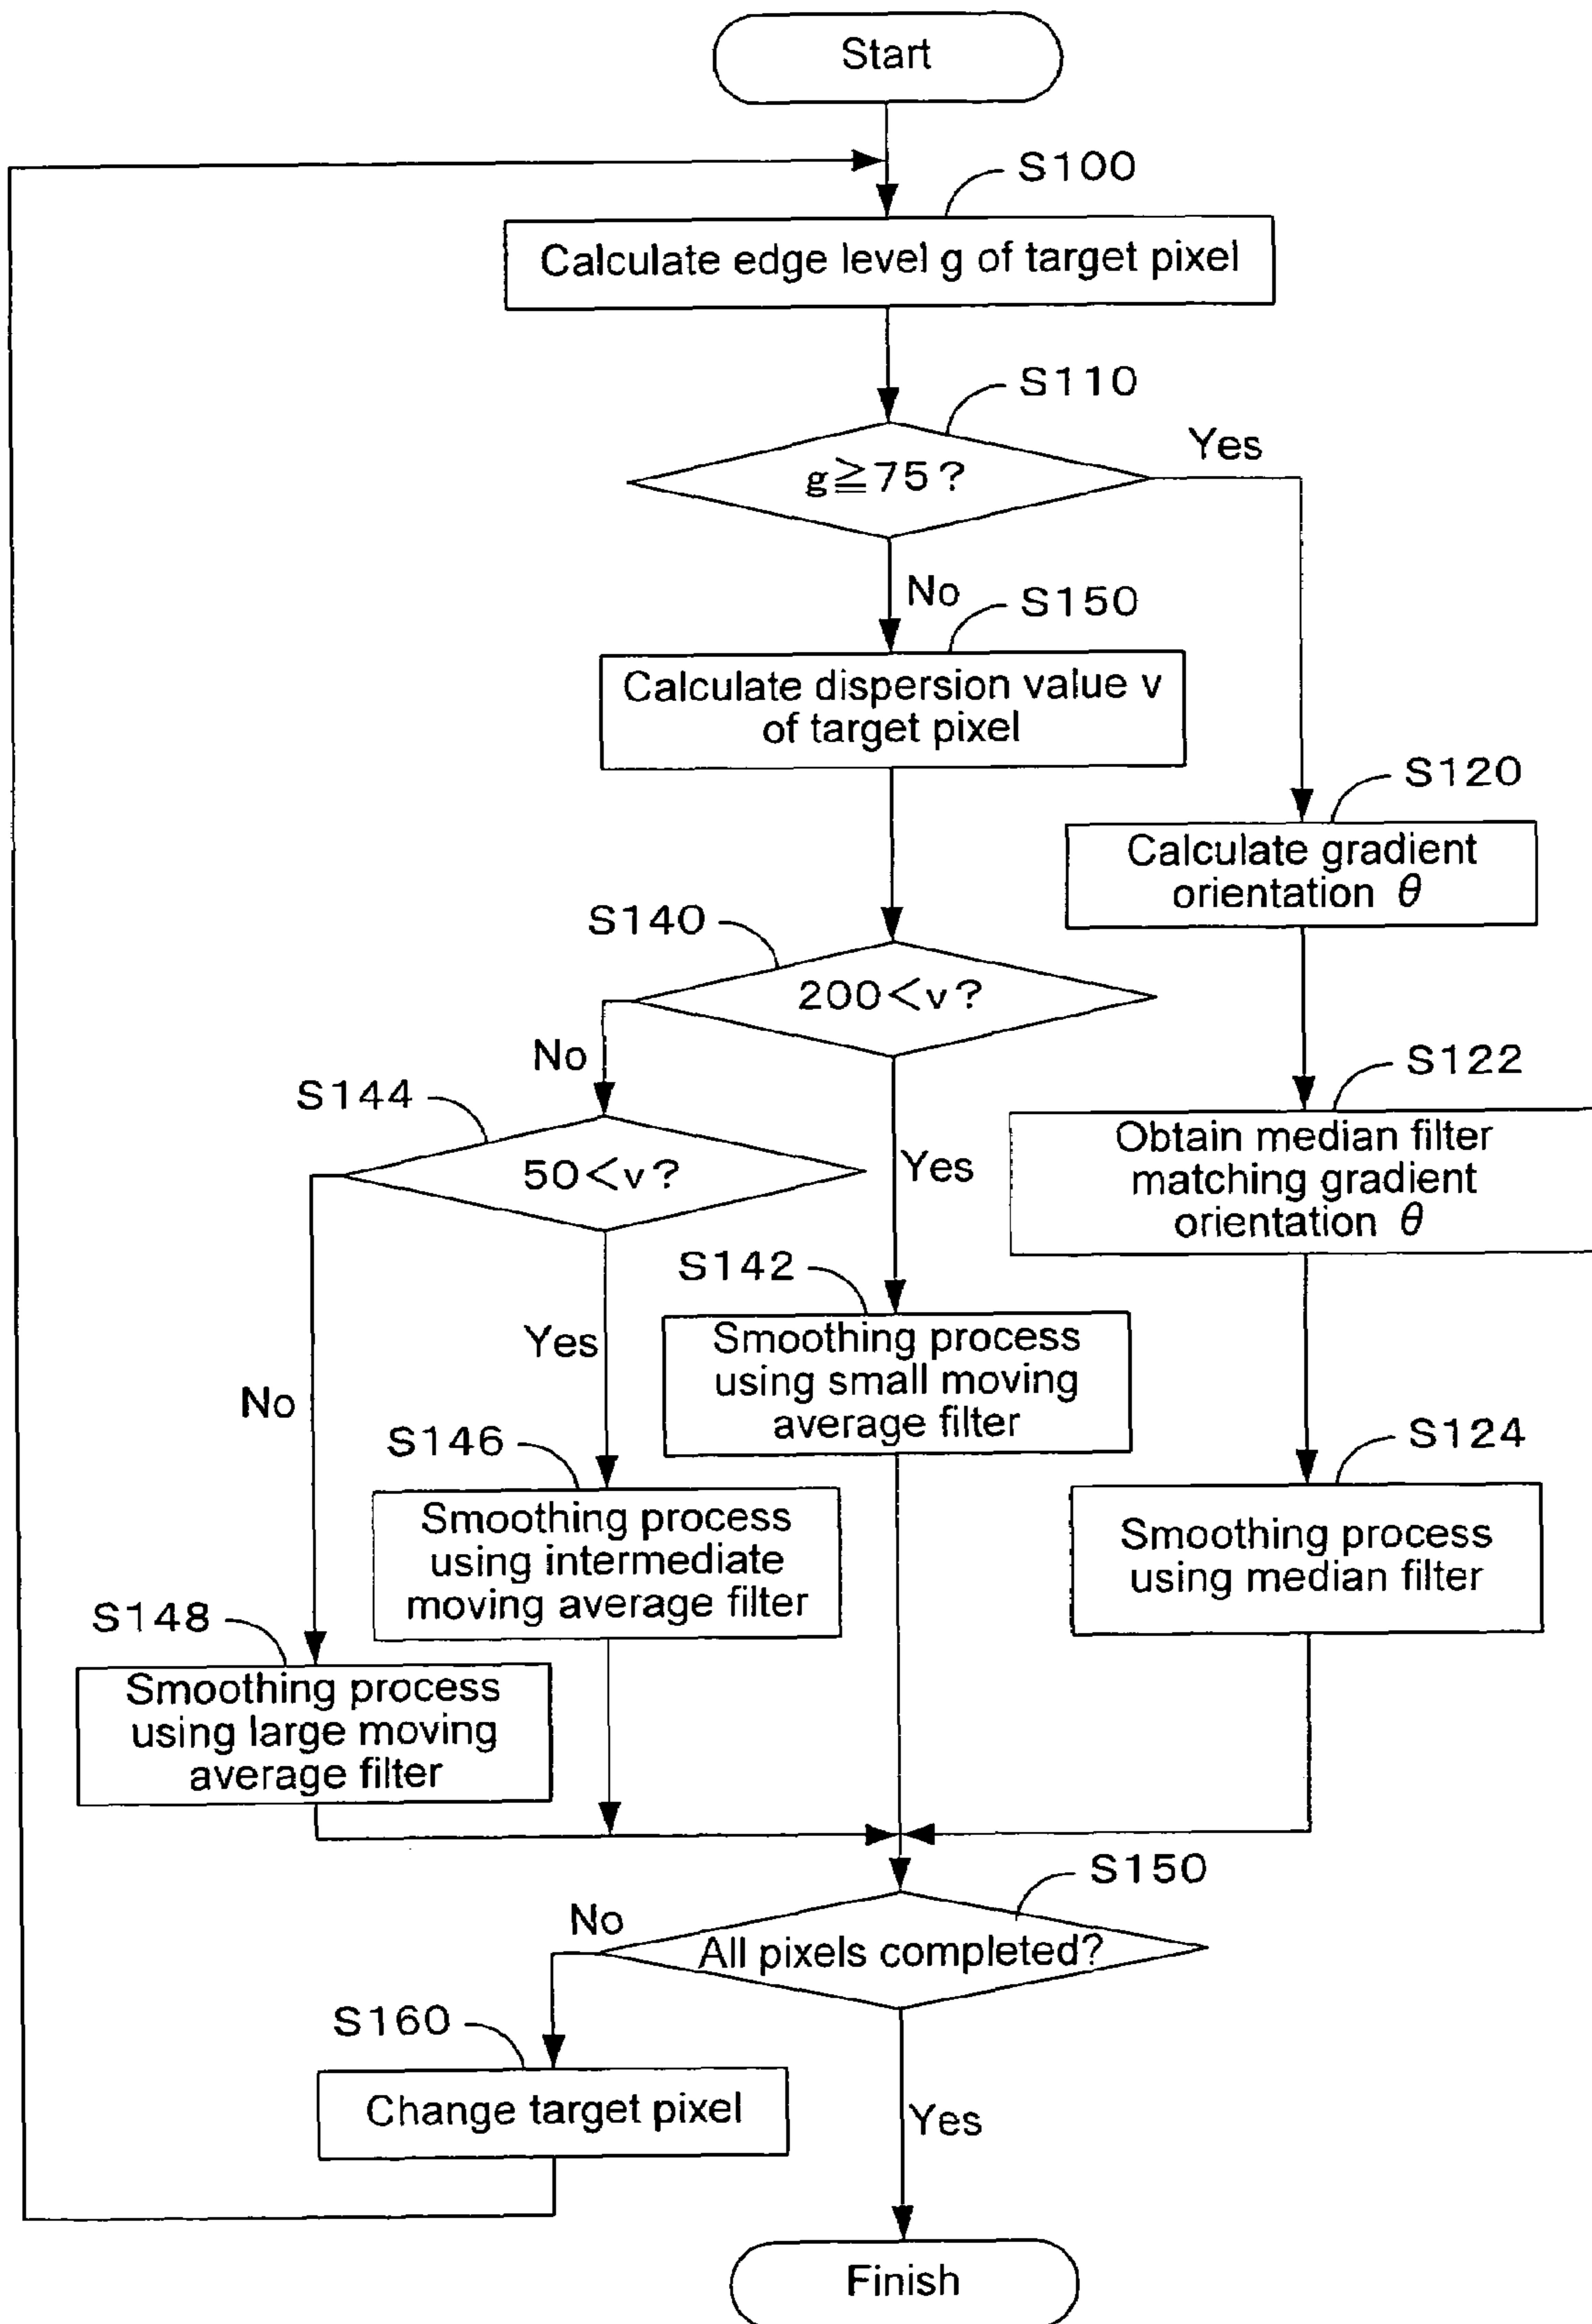 Start
S100
Calculate edge level g of target pixel
S110
g≧75?
Yes
No
S150
Calculate dispersion value v
of target pixel
S120
Calculate gradient
orientation θ
S140
200<v?
No
S122
S144
Obtain median filter
matching gradient
orientation θ
50<v?
Yes
S142
Smoothing process
using small moving
average filter
Yes
No
S146
Smoothing process
using intermediate
moving average filter
S124
Smoothing process
using median filter
S148
Smoothing process
using large moving
average filter
S150
No
All pixels completed?
S160
Change target pixel
Yes
Finish